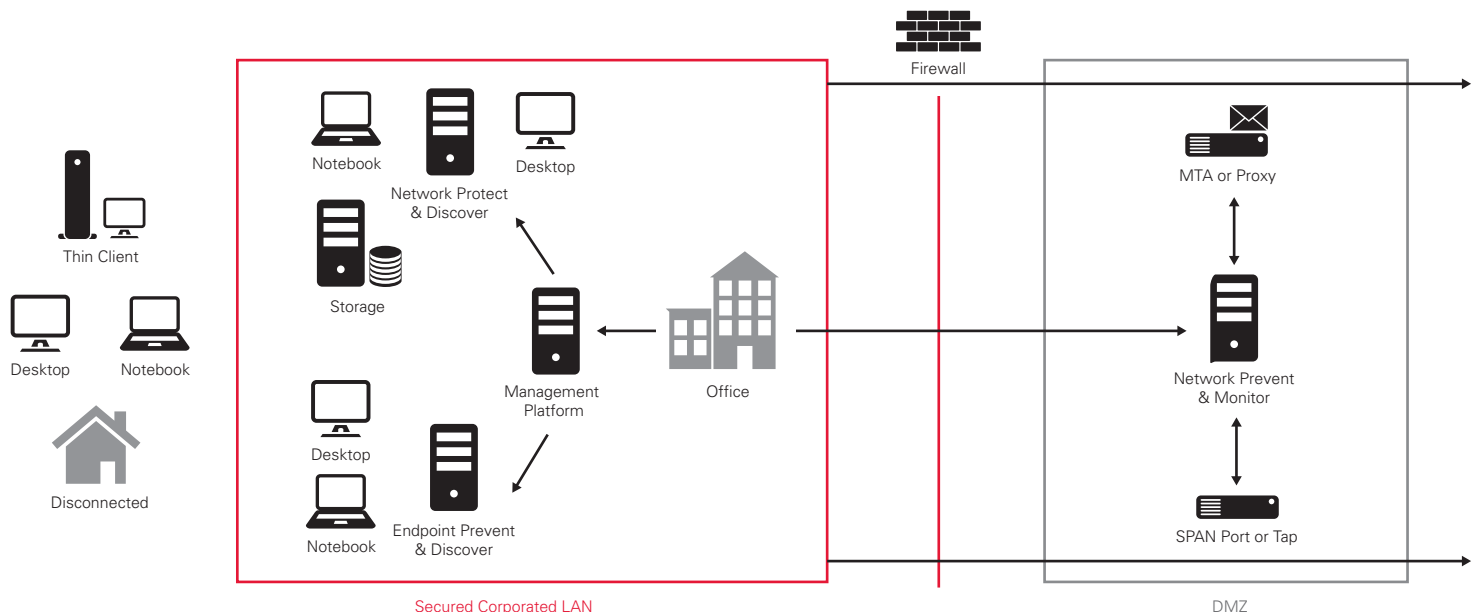 Firewall
Thin Client
Desktop
Notebook
Disconnected
Notebook
Network Protect
& Discover
Desktop
Storage
Management
Platform
Office
Desktop
Notebook
Endpoint Prevent
& Discover
Secured Corporated LAN
MTA or Proxy
Network Prevent
& Monitor
SPAN Port or Tap
DMZ